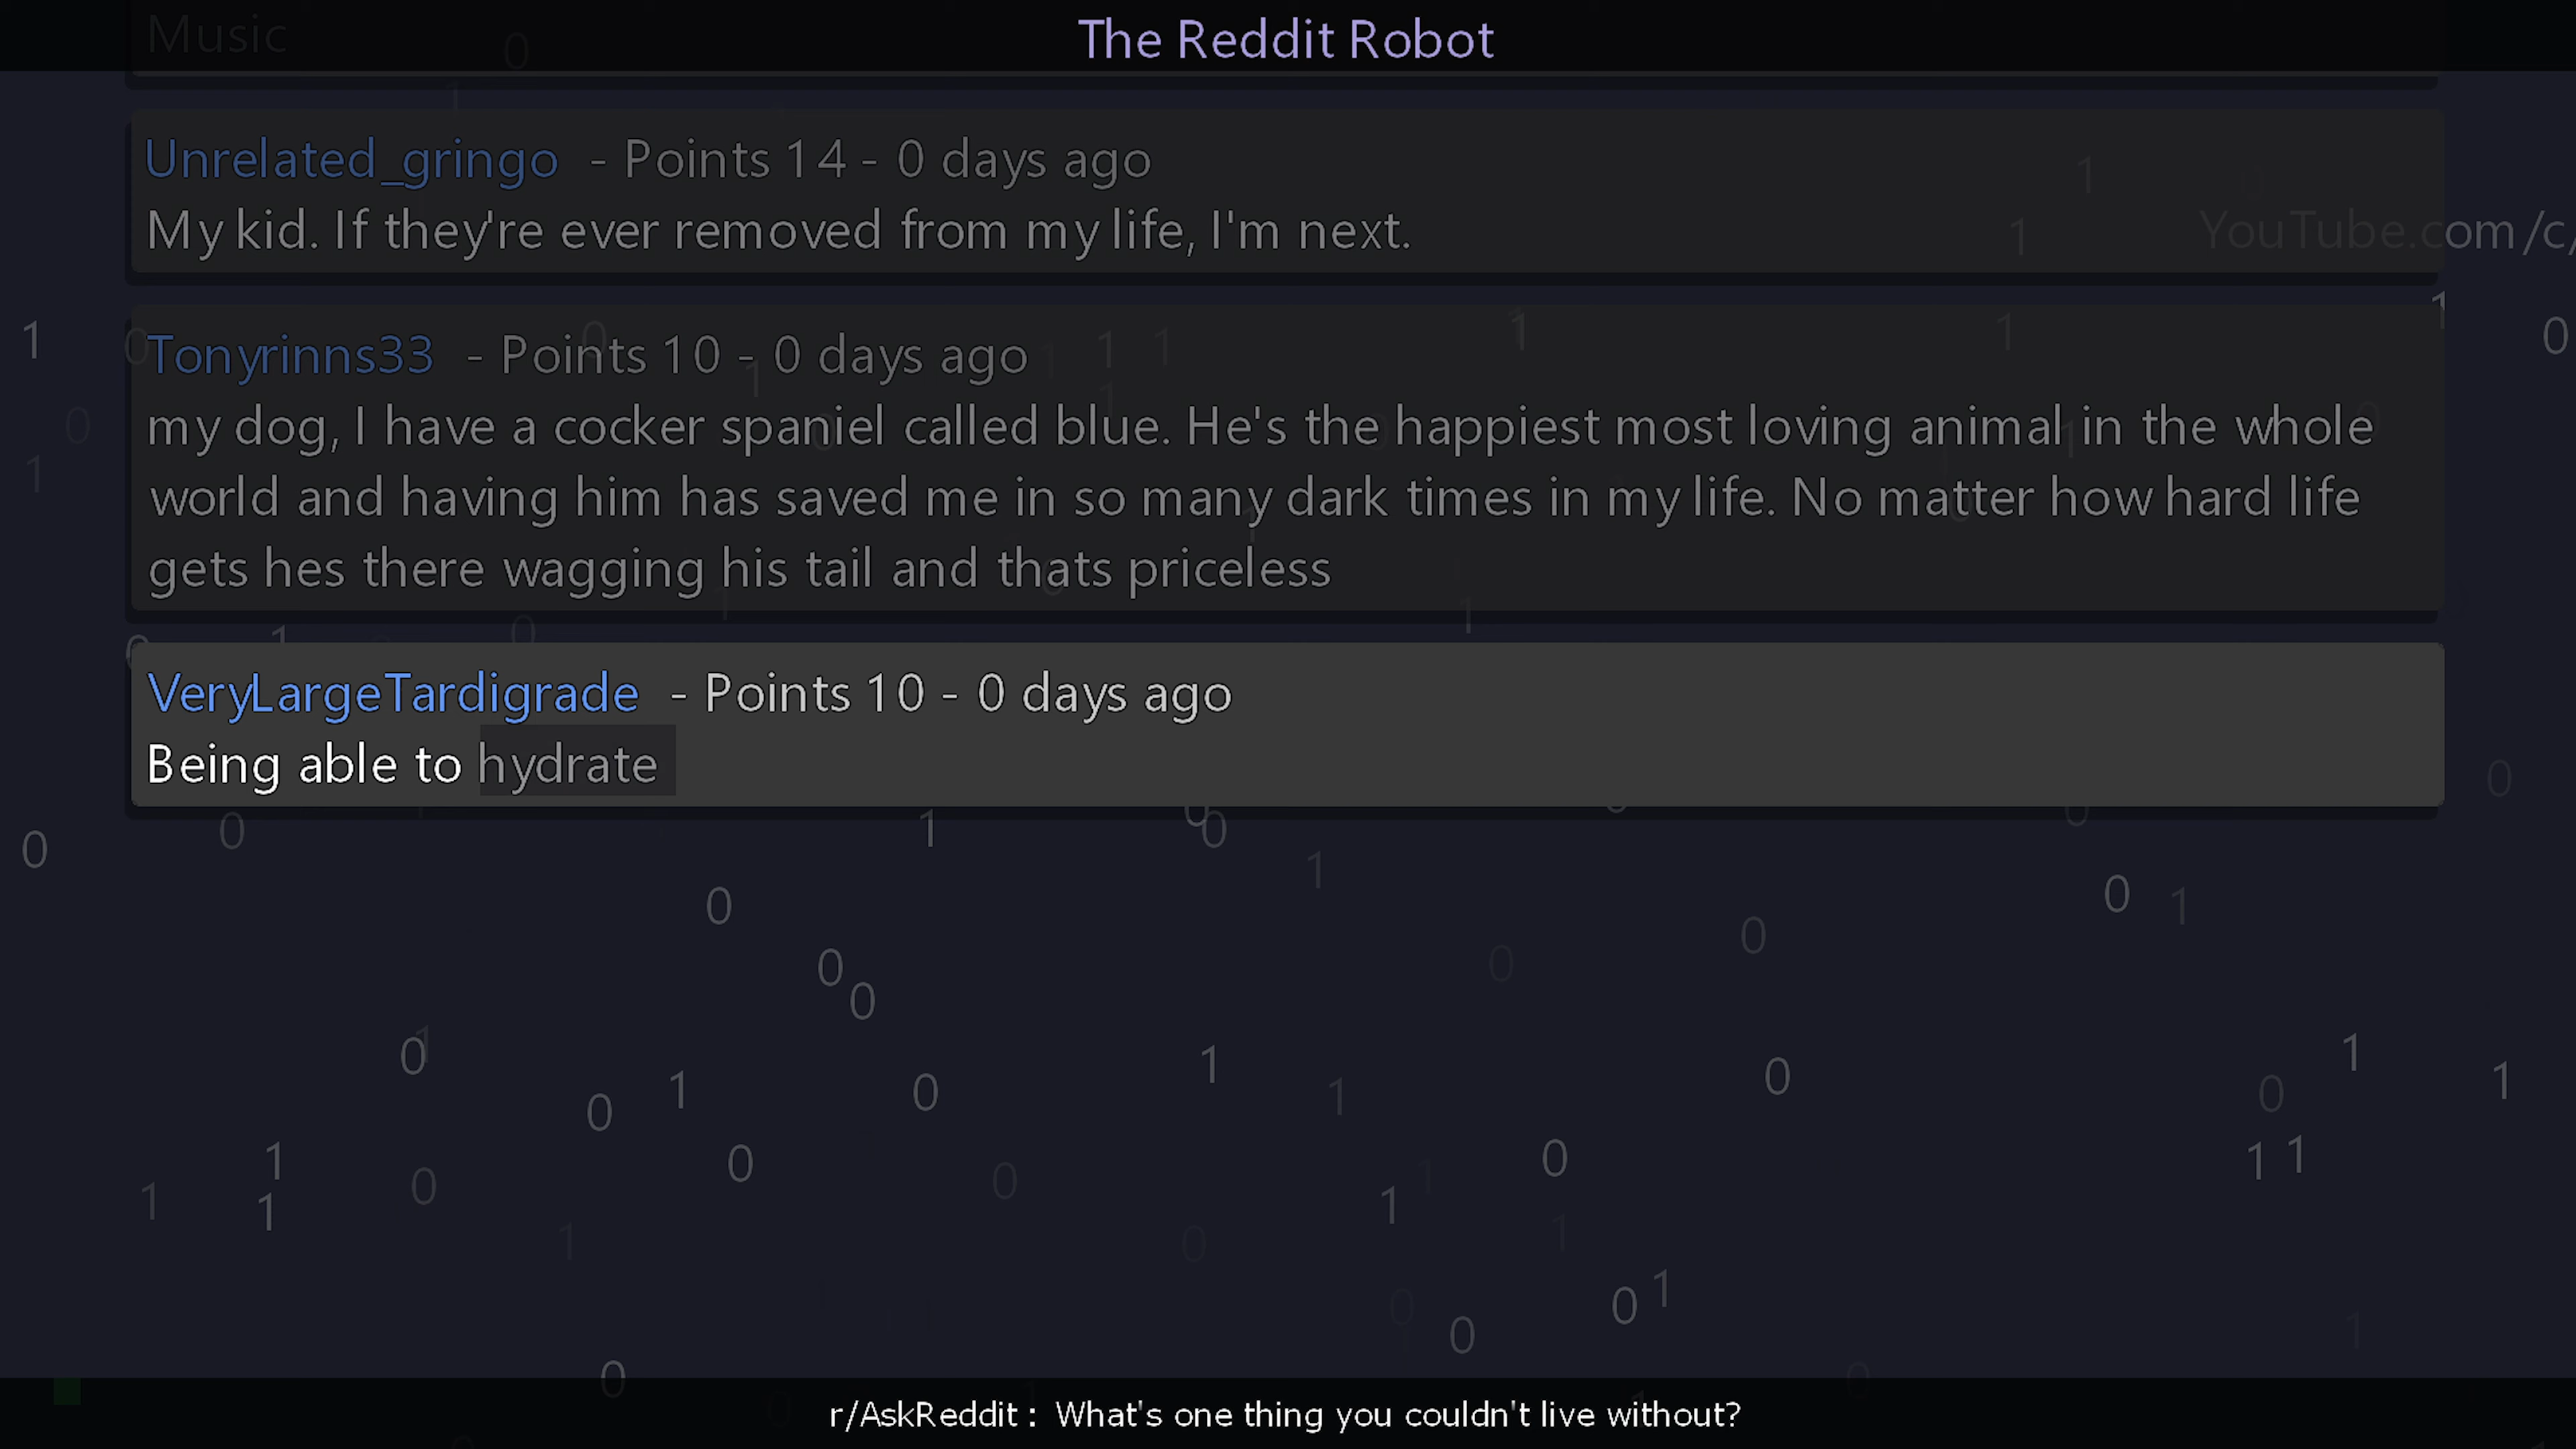 The Reddit Robot
Music
Unrelated_gringo - Points 14 - 0 days ago
My kid. If they're ever removed from my life, I'm next.
YouTube.com/c/
Tonyrinns33 - Points 10 - 0 days ago
my dog, I have a cocker spaniel called blue. He's the happiest most loving animal in the whole
world and having him has saved me in so many dark times in my life. No matter how hard life
gets hes there wagging his tail and thats priceless
VeryLargeTardigrade - Points 10 - 0 days ago
Being able to hydrate
r/AskReddit : What's one thing you couldn't live without?